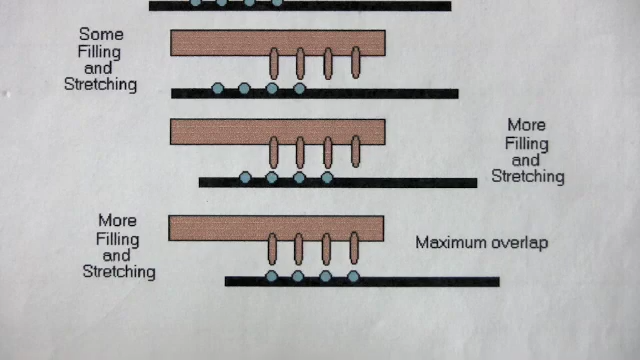 Some
Filling
and
Stretching
More
Filling
and
Stretching
More
Filling
and
Stretching
Maximum overlap